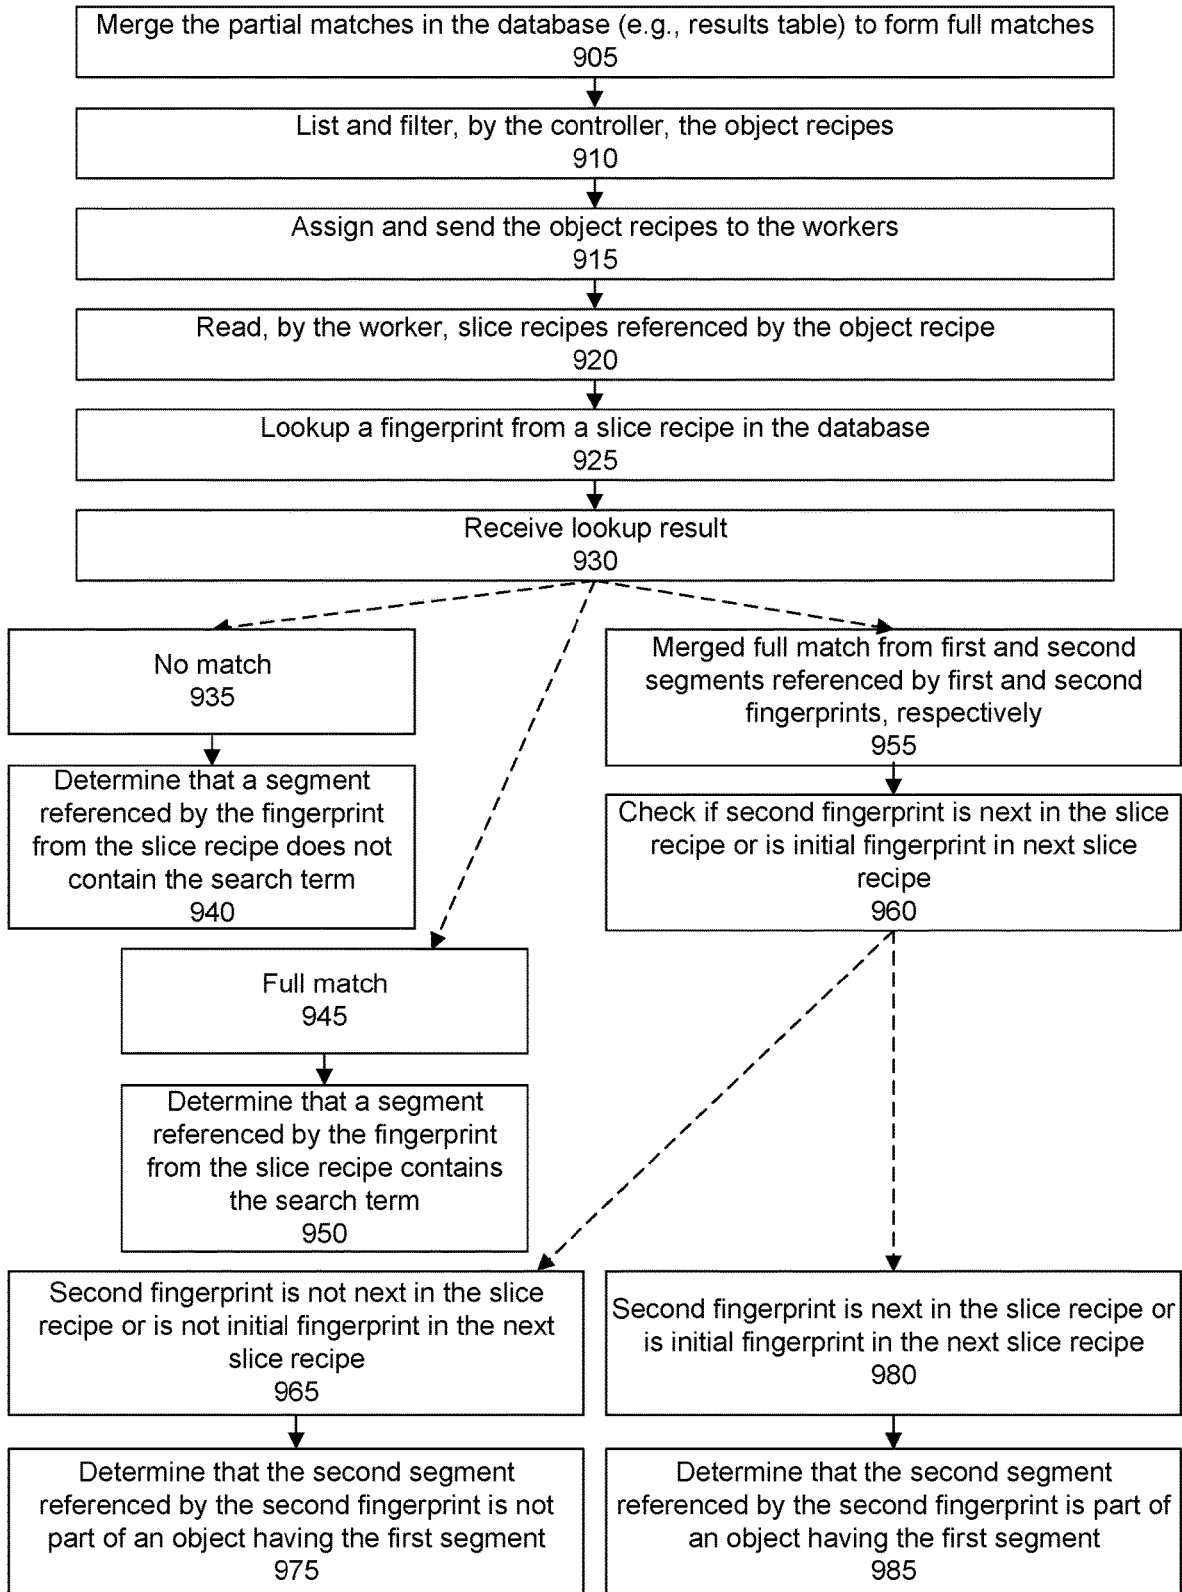 Merge the partial matches in the database (e.g., results table) to form full matches
905
List and filter, by the controller, the object recipes
910
Assign and send the object recipes to the workers
915
Read, by the worker, slice recipes referenced by the object recipe
920
Lookup a fingerprint from a slice recipe in the database
925
Receive lookup result
930
No match
935
Determine that a segment
referenced by the fingerprint
from the slice recipe does not
contain the search term
940
Full match
945
Determine that a segment
referenced by the fingerprint
from the slice recipe contains
the search term
950
Merged full match from first and second
segments referenced by first and second
fingerprints, respectively
955
Check if second fingerprint is next in the slice
recipe or is initial fingerprint in next slice
recipe
960
Second fingerprint is not next in the slice
recipe or is not initial fingerprint in the next
slice recipe
965
Determine that the second segment
referenced by the second fingerprint is not
part of an object having the first segment
975
Second fingerprint is next in the slice recipe or
is initial fingerprint in the next slice recipe
980
Determine that the second segment
referenced by the second fingerprint is part of
an object having the first segment
985